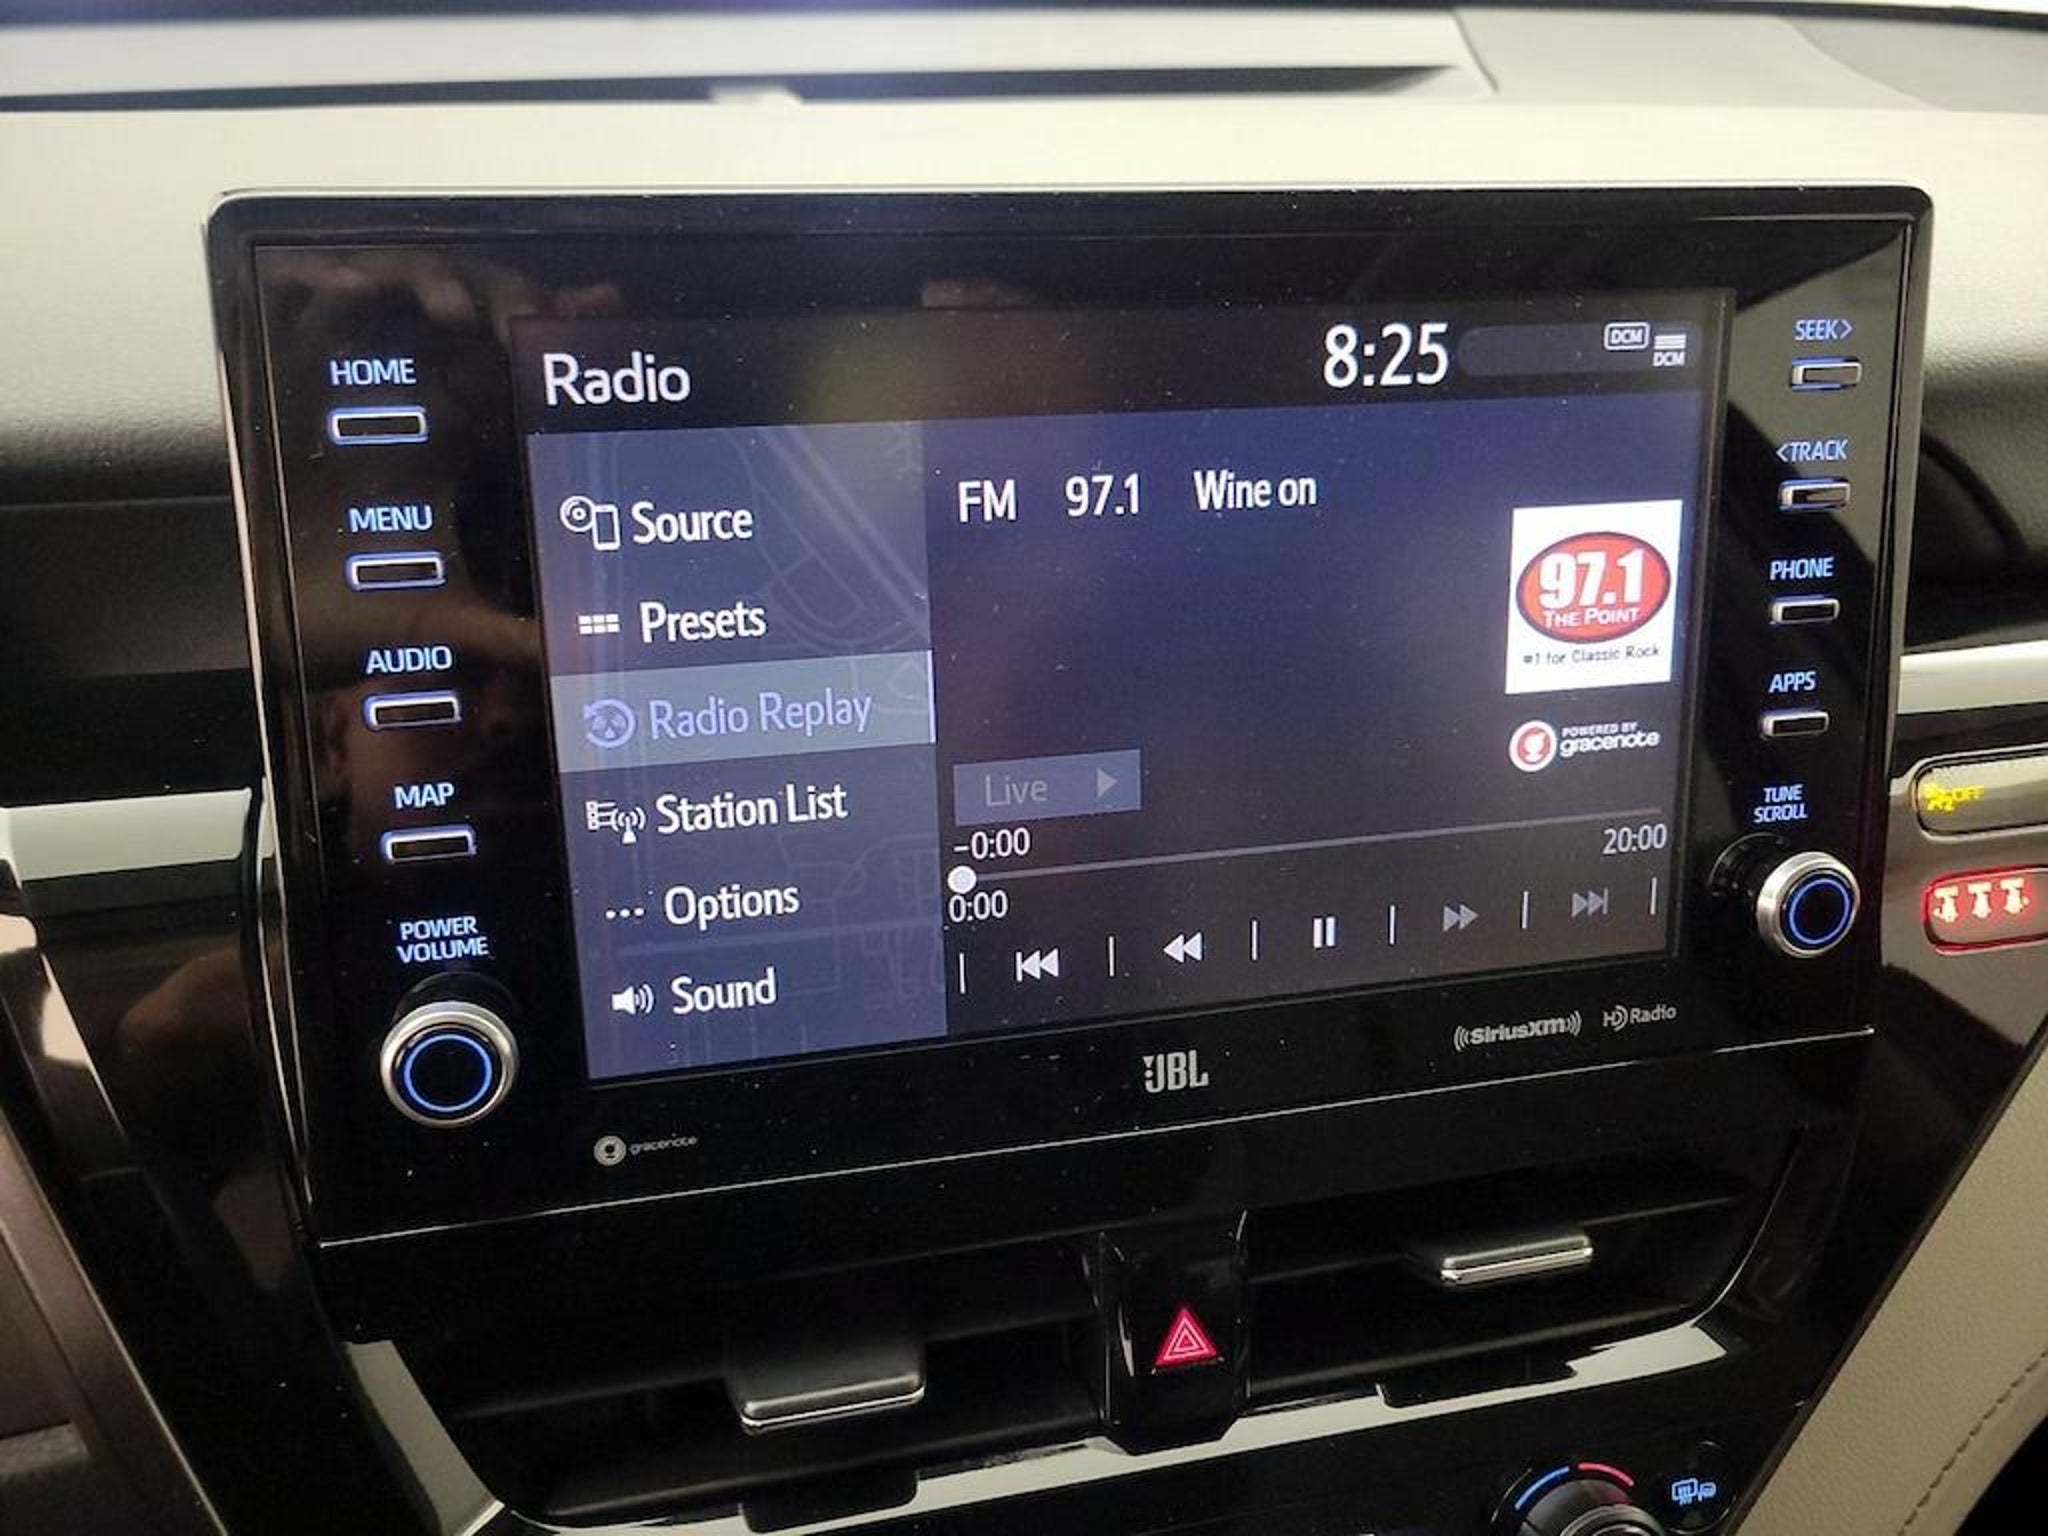 HOME
MENU
AUDIO
MAP
POWER
VOLUME
Radio
8:25
DCM
DCM
Source
Presets
Radio Replay
Station List
Options
Sound
FM 97.1 Wine on
97.1
THE POINT
#1 for Classic Rock
POWERED BY
gracenote
Live
-0:00
20:00
0:00
SEEK>
<TRACK
PHONE
APPS
TUNE
SCROLL
OFF
JBL
((SiriusXM))
HD Radio
gracenote